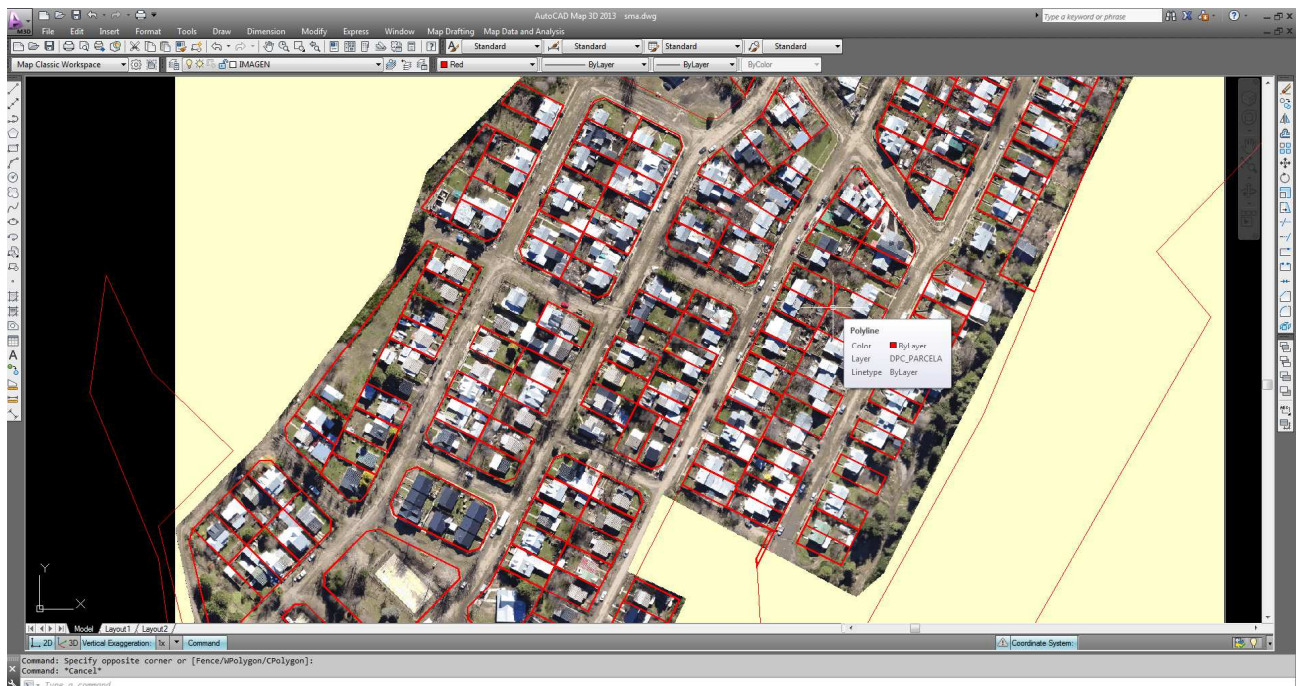 AutoCAD Map 3D 2013 sma.dwg
Type a keyword or phrase
M3D File Edit Insert Format Tools Draw Dimension Modify Express Window Map Drafting Map Data and Analysis
Standard Standard Standard Standard
Map Classic Workspace IMAGEN Red ByLayer ByLayer ByColor
Polyline
Color ByLayer
Layer DPC_PARCELA
Linetype ByLayer
Y
X
Model Layout1 Layout2
2D 3D Vertical Exaggeration: 1x Command Coordinate System:
Command: Specify opposite corner or [Fence/WPolygon/CPolygon]:
Command: *Cancel*
Type a command